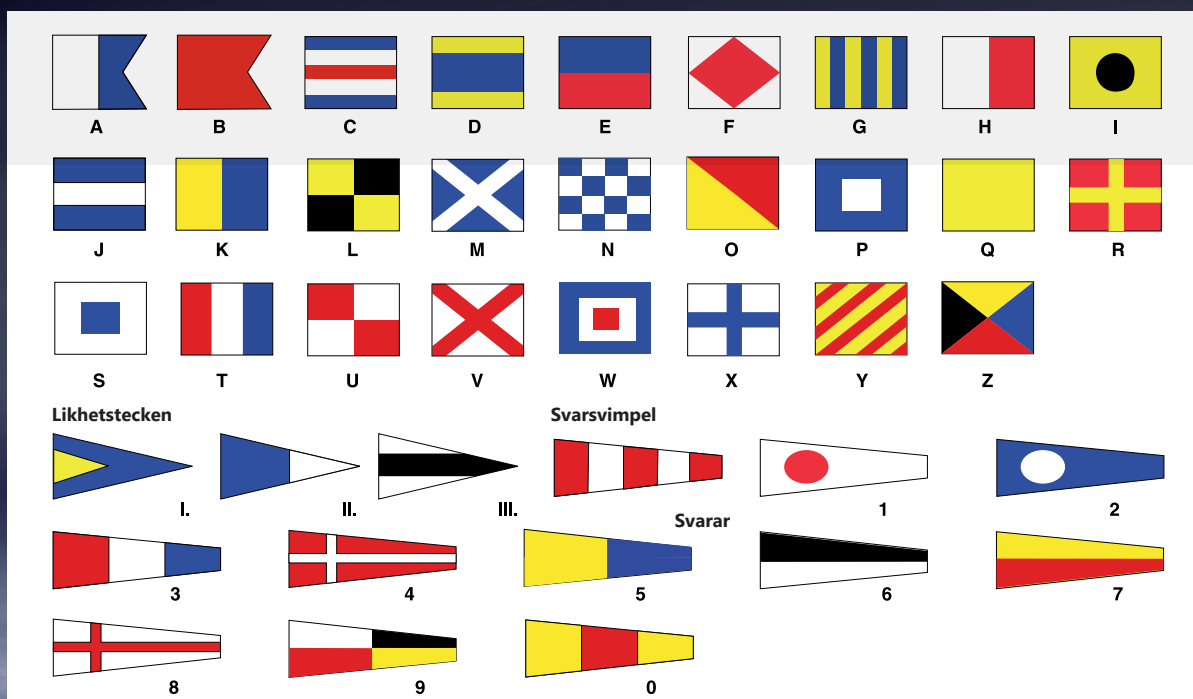 A B C D E F G H I
J K L M N O P Q R
S T U V W X Y Z
Likhetstecken Svarsvimpel
I. II. III. 1 2
Svarar
3 4 5 6 7
8 9 0